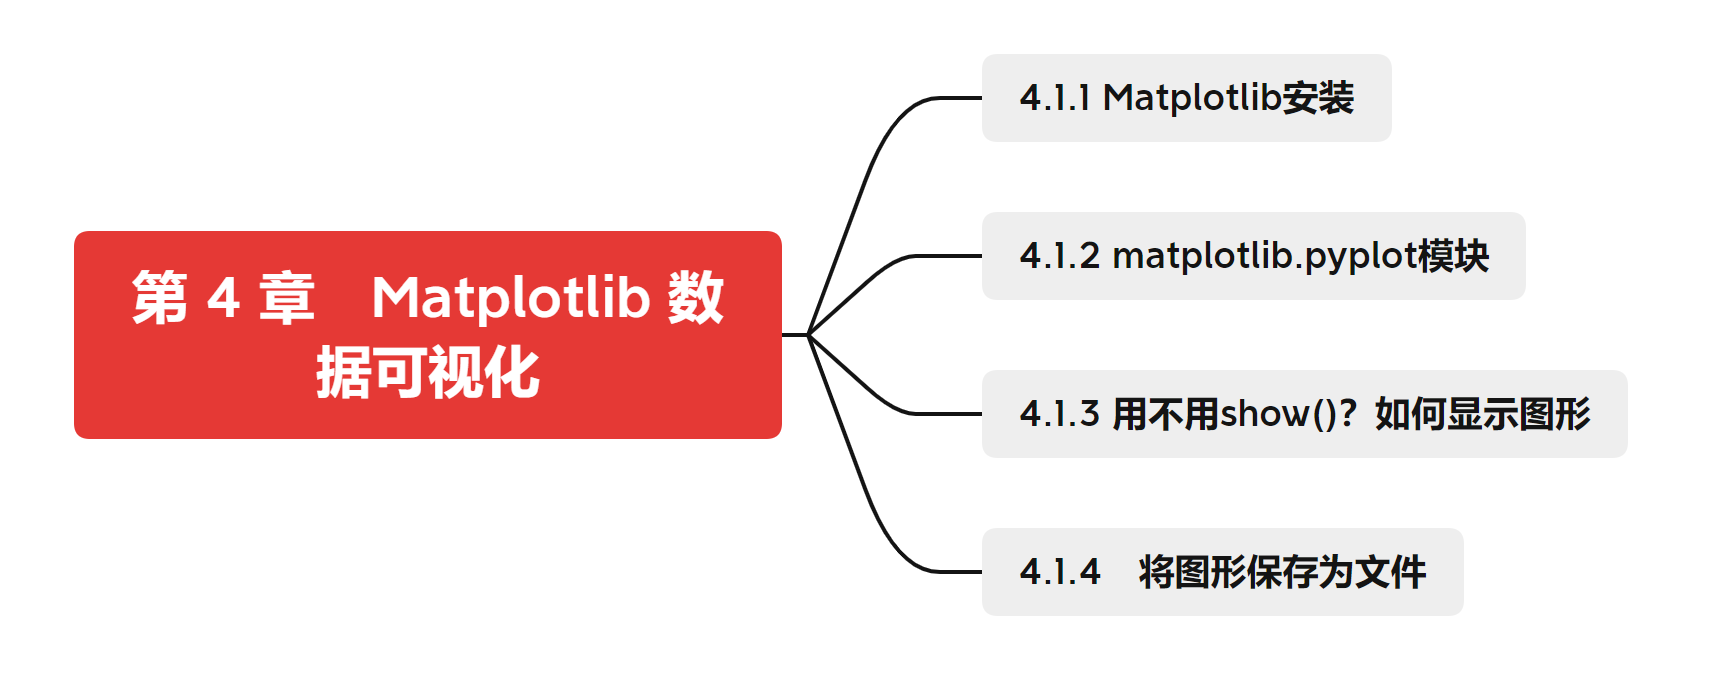 第 4 章　Matplotlib 数
据可视化
4.1.1 Matplotlib安装
4.1.2 matplotlib.pyplot模块
4.1.3 用不用show()？如何显示图形
4.1.4　将图形保存为文件